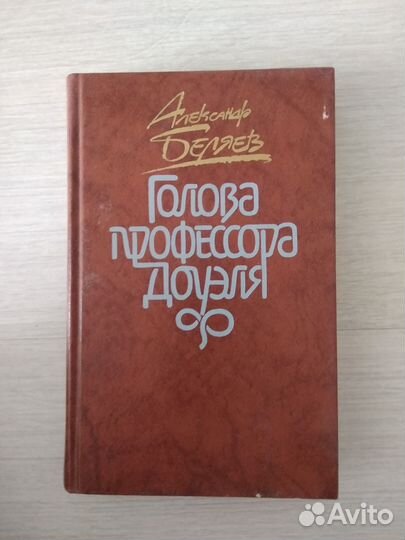 Александр
Беляев
Голова
профессора
Доуэля
Avito